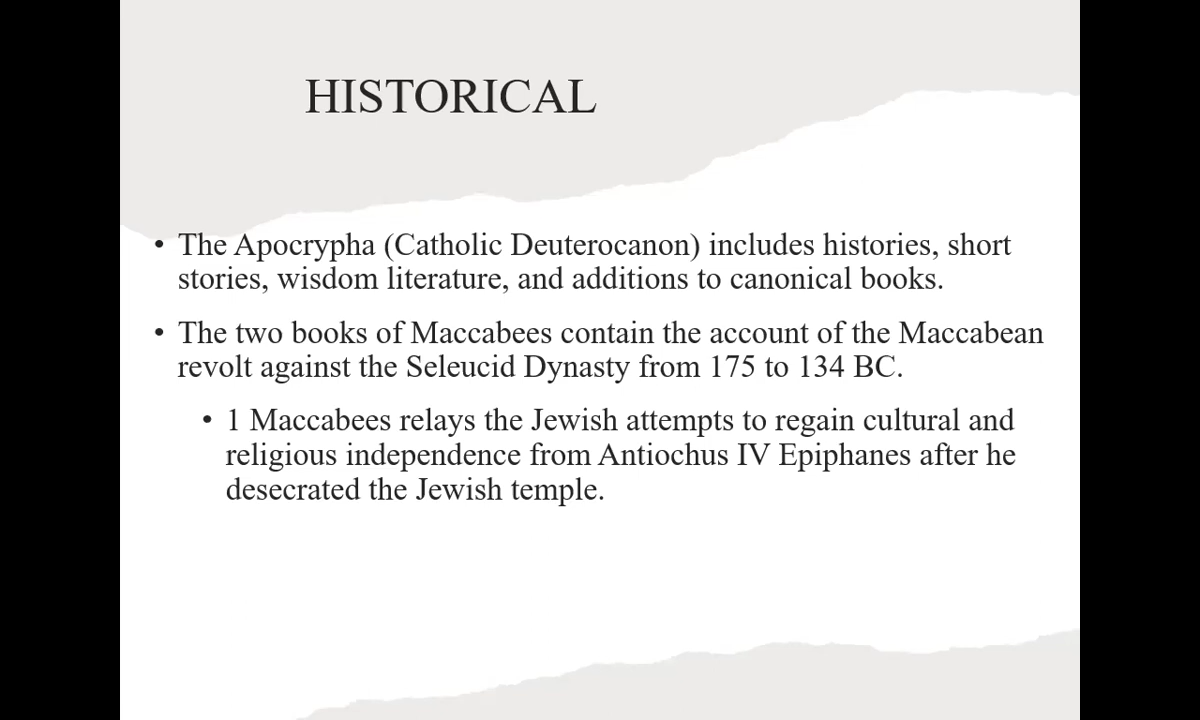 HISTORICAL
• The Apocrypha (Catholic Deuterocanon) includes histories, short
stories, wisdom literature, and additions to canonical books.
• The two books of Maccabees contain the account of the Maccabean
revolt against the Seleucid Dynasty from 175 to 134 BC.
• 1 Maccabees relays the Jewish attempts to regain cultural and
religious independence from Antiochus IV Epiphanes after he
desecrated the Jewish temple.